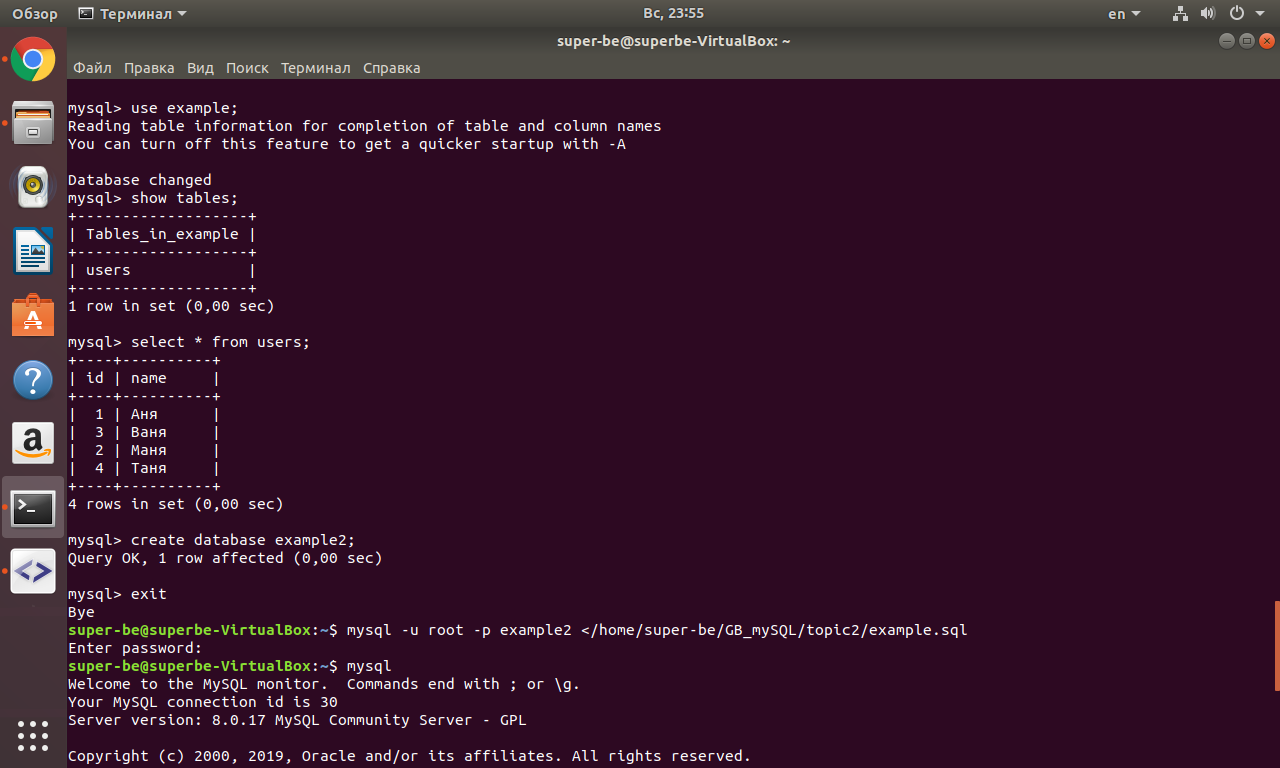 Обзор Терминал Вс, 23:55 en
super-be@superbe-VirtualBox: ~
Файл Правка Вид Поиск Терминал Справка
mysql> use example;
Reading table information for completion of table and column names
You can turn off this feature to get a quicker startup with -A
Database changed
mysql> show tables;
+-------------------+
| Tables_in_example |
+-------------------+
| users             |
+-------------------+
1 row in set (0,00 sec)
mysql> select * from users;
+----+----------+
| id | name     |
+----+----------+
|  1 | Аня      |
|  3 | Ваня     |
|  2 | Маня     |
|  4 | Таня     |
+----+----------+
4 rows in set (0,00 sec)
mysql> create database example2;
Query OK, 1 row affected (0,00 sec)
mysql> exit
Bye
super-be@superbe-VirtualBox:~$ mysql -u root -p example2 </home/super-be/GB_mySQL/topic2/example.sql
Enter password:
super-be@superbe-VirtualBox:~$ mysql
Welcome to the MySQL monitor.  Commands end with ; or \g.
Your MySQL connection id is 30
Server version: 8.0.17 MySQL Community Server - GPL
Copyright (c) 2000, 2019, Oracle and/or its affiliates. All rights reserved.